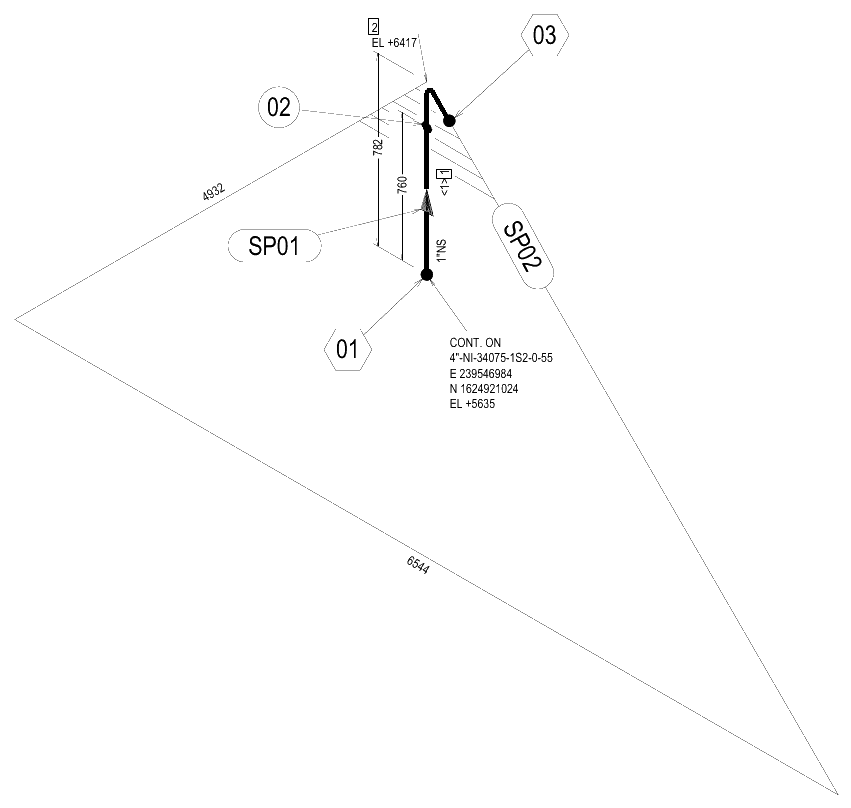 2
EL +6417
03
02
782
760
4932
<1>
1
SP01
SP02
1"NS
01
CONT. ON
4"-NI-34075-1S2-0-55
E 239546984
N 1624921024
EL +5635
6544